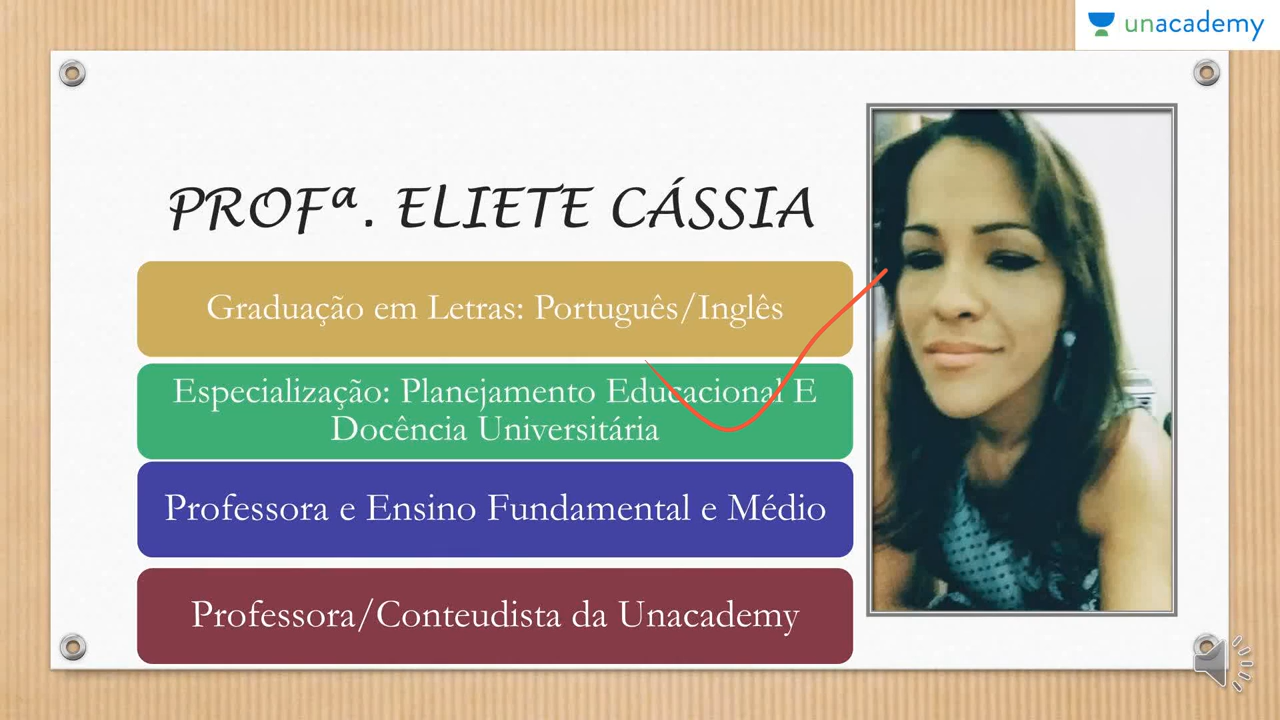 unacademy
PROFª. ELIETE CÁSSIA
Graduação em Letras: Português/Inglês
Especialização: Planejamento Educacional E
Docência Universitária
Professora e Ensino Fundamental e Médio
Professora/Conteudista da Unacademy